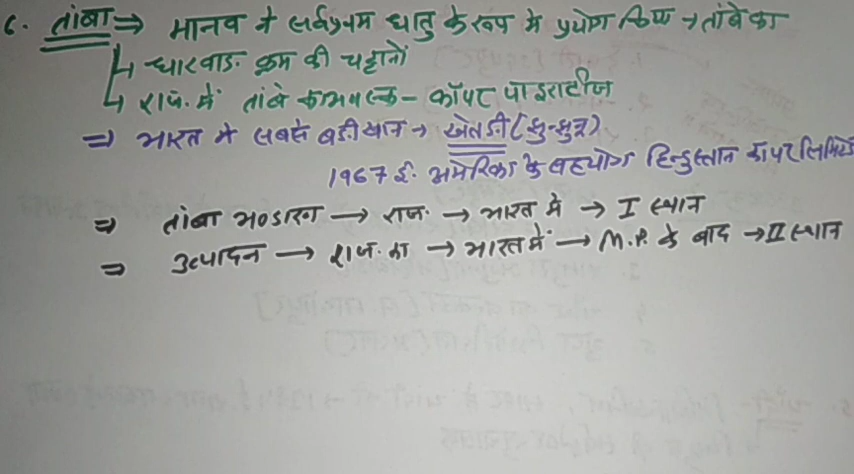 6. तांबा ⇒ मानव ने सर्वप्रथम धातु के रूप मे प्रयोग किया → तांबे का
↳ धारवाड़ क्रम की चट्टानों
↳ राज. में तांबे का अयस्क - कॉपर पाइराटीज
⇒ भारत मे सबसे बडी खान → खेतडी (झुन्झुनू)
1967 ई. अमेरिका के सहयोग हिन्दुस्तान कॉपर लिमिटेड
⇒ तांबा भण्डारण → राज. → भारत में → I स्थान
⇒ उत्पादन → राज. का → भारत में → M.P. के बाद → II स्थान